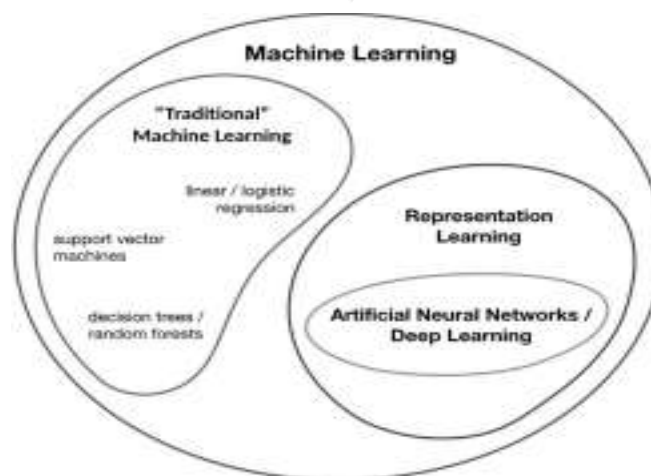 Machine Learning
"Traditional"
Machine Learning
linear / logistic
regression
support vector
machines
decision trees /
random forests
Representation
Learning
Artificial Neural Networks /
Deep Learning